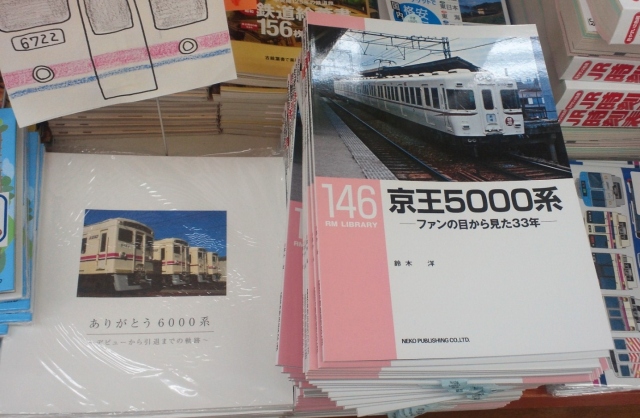 6722
156
146
RM LIBRARY
京王5000系
―ファンの目から見た33年―
鈴木 洋
NEKO PUBLISHING CO.,LTD.
ありがとう6000系
―デビューから引退までの軌跡―